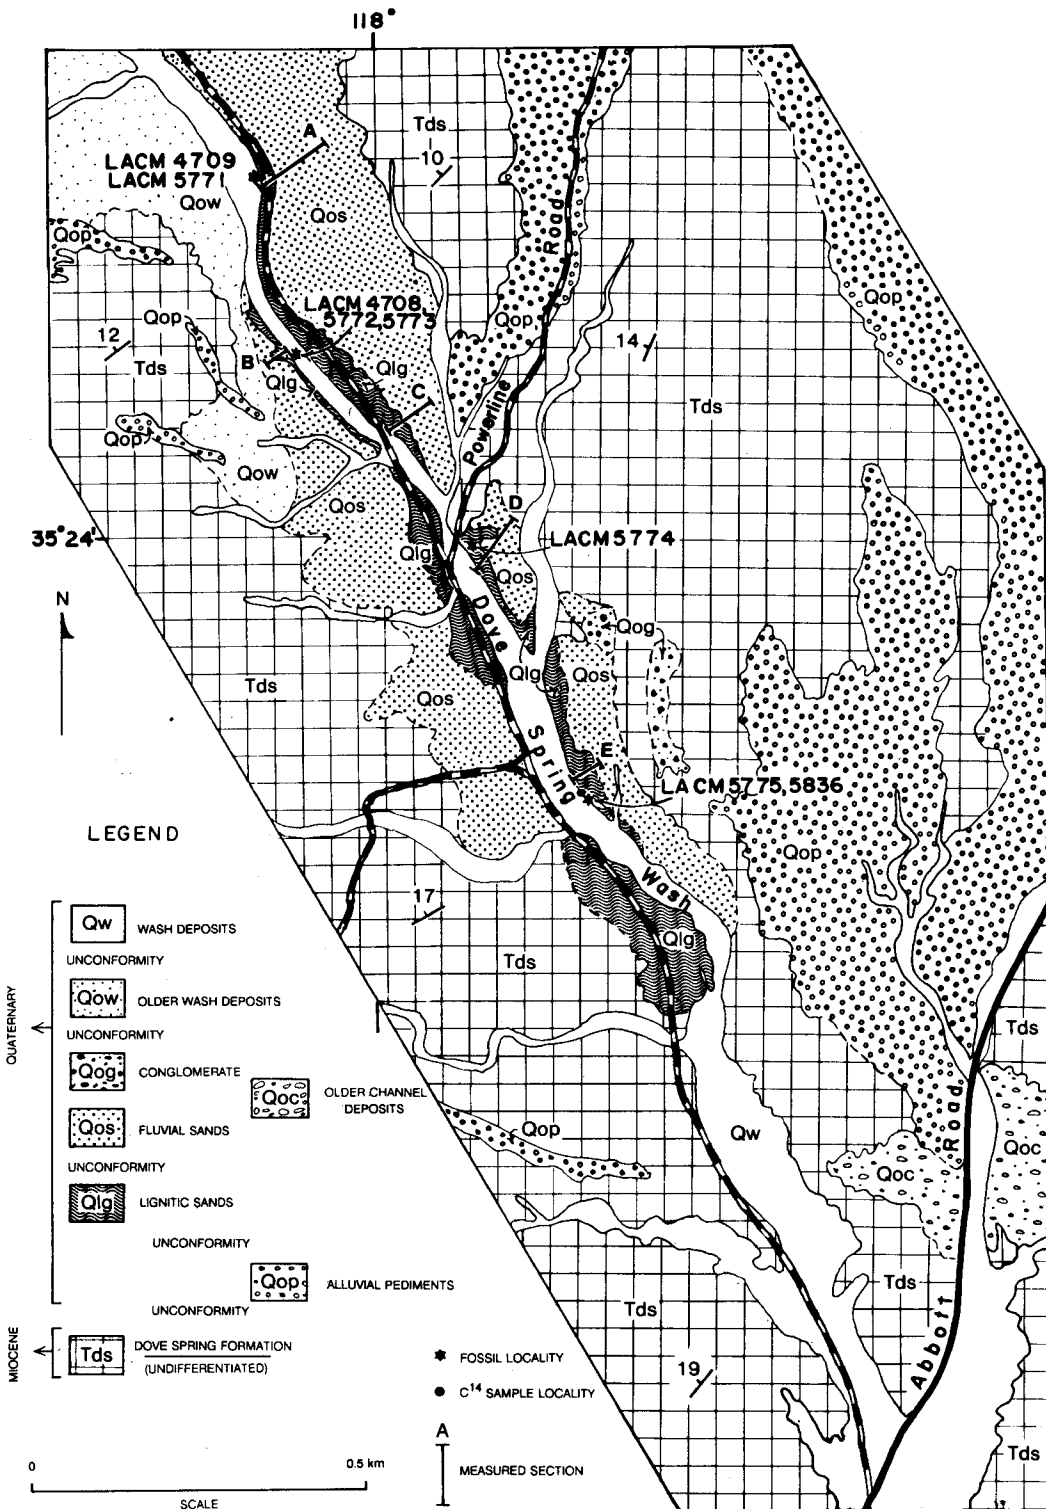 118°
A
Tds
10
LACM 4709
LACM 5771
Qow
Qos
Road
Qop
Qop
LACM 4708,
5772,5773
Qop
Qop
12
14
Tds
B
Qlg
Qlg
C
Tds
Powerline
Qop
Qow
Qos
D
35°24'
LACM 5774
Qlg
Qos
N
Dove
Qog
Tds
Qlg
Qos
Qos
Spring
E
LACM 5775,5836
Qop
Wash
17
Qlg
Tds
Tds
Qop
Qw
Road
Qoc
Qoc
Tds
Tds
Abbott
19
Tds
LEGEND
QUATERNARY
Qw WASH DEPOSITS
UNCONFORMITY
Qow OLDER WASH DEPOSITS
UNCONFORMITY
Qog CONGLOMERATE
Qoc OLDER CHANNEL
DEPOSITS
Qos FLUVIAL SANDS
UNCONFORMITY
Qlg LIGNITIC SANDS
UNCONFORMITY
Qop ALLUVIAL PEDIMENTS
UNCONFORMITY
MIOCENE
Tds DOVE SPRING FORMATION
(UNDIFFERENTIATED)
FOSSIL LOCALITY
C14 SAMPLE LOCALITY
A
MEASURED SECTION
0 0.5 km
SCALE